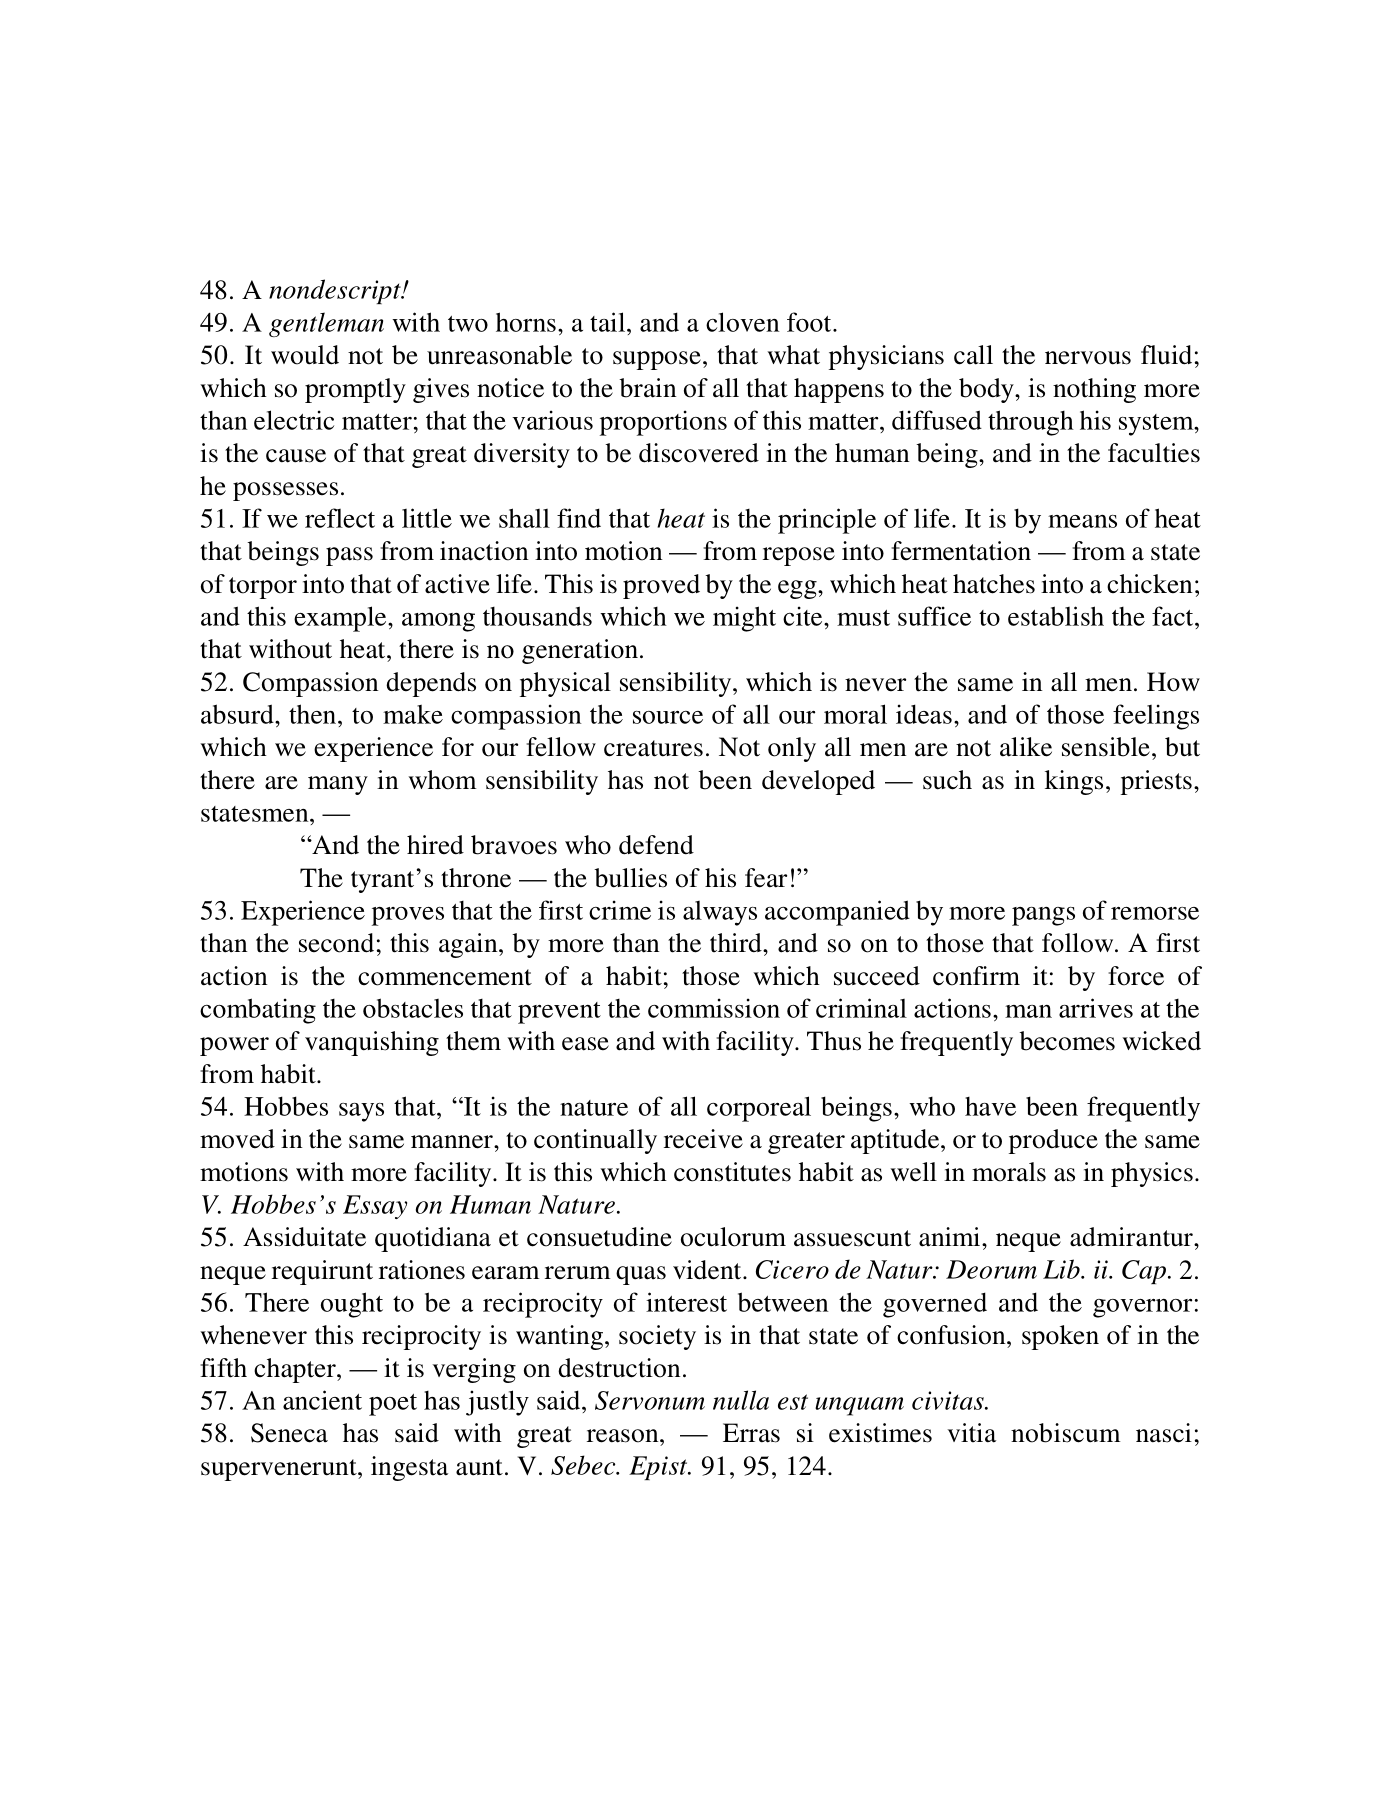 48. A nondescript!
49. A gentleman with two horns, a tail, and a cloven foot.
50. It would not be unreasonable to suppose, that what physicians call the nervous fluid;
which so promptly gives notice to the brain of all that happens to the body, is nothing more
than electric matter; that the various proportions of this matter, diffused through his system,
is the cause of that great diversity to be discovered in the human being, and in the faculties
he possesses.
51. If we reflect a little we shall find that heat is the principle of life. It is by means of heat
that beings pass from inaction into motion — from repose into fermentation — from a state
of torpor into that of active life. This is proved by the egg, which heat hatches into a chicken;
and this example, among thousands which we might cite, must suffice to establish the fact,
that without heat, there is no generation.
52. Compassion depends on physical sensibility, which is never the same in all men. How
absurd, then, to make compassion the source of all our moral ideas, and of those feelings
which we experience for our fellow creatures. Not only all men are not alike sensible, but
there are many in whom sensibility has not been developed — such as in kings, priests,
statesmen, —
“And the hired bravoes who defend
The tyrant’s throne — the bullies of his fear!”
53. Experience proves that the first crime is always accompanied by more pangs of remorse
than the second; this again, by more than the third, and so on to those that follow. A first
action is the commencement of a habit; those which succeed confirm it: by force of
combating the obstacles that prevent the commission of criminal actions, man arrives at the
power of vanquishing them with ease and with facility. Thus he frequently becomes wicked
from habit.
54. Hobbes says that, “It is the nature of all corporeal beings, who have been frequently
moved in the same manner, to continually receive a greater aptitude, or to produce the same
motions with more facility. It is this which constitutes habit as well in morals as in physics.
V. Hobbes’s Essay on Human Nature.
55. Assiduitate quotidiana et consuetudine oculorum assuescunt animi, neque admirantur,
neque requirunt rationes earam rerum quas vident. Cicero de Natur: Deorum Lib. ii. Cap. 2.
56. There ought to be a reciprocity of interest between the governed and the governor:
whenever this reciprocity is wanting, society is in that state of confusion, spoken of in the
fifth chapter, — it is verging on destruction.
57. An ancient poet has justly said, Servonum nulla est unquam civitas.
58. Seneca has said with great reason, — Erras si existimes vitia nobiscum nasci;
supervenerunt, ingesta aunt. V. Sebec. Epist. 91, 95, 124.